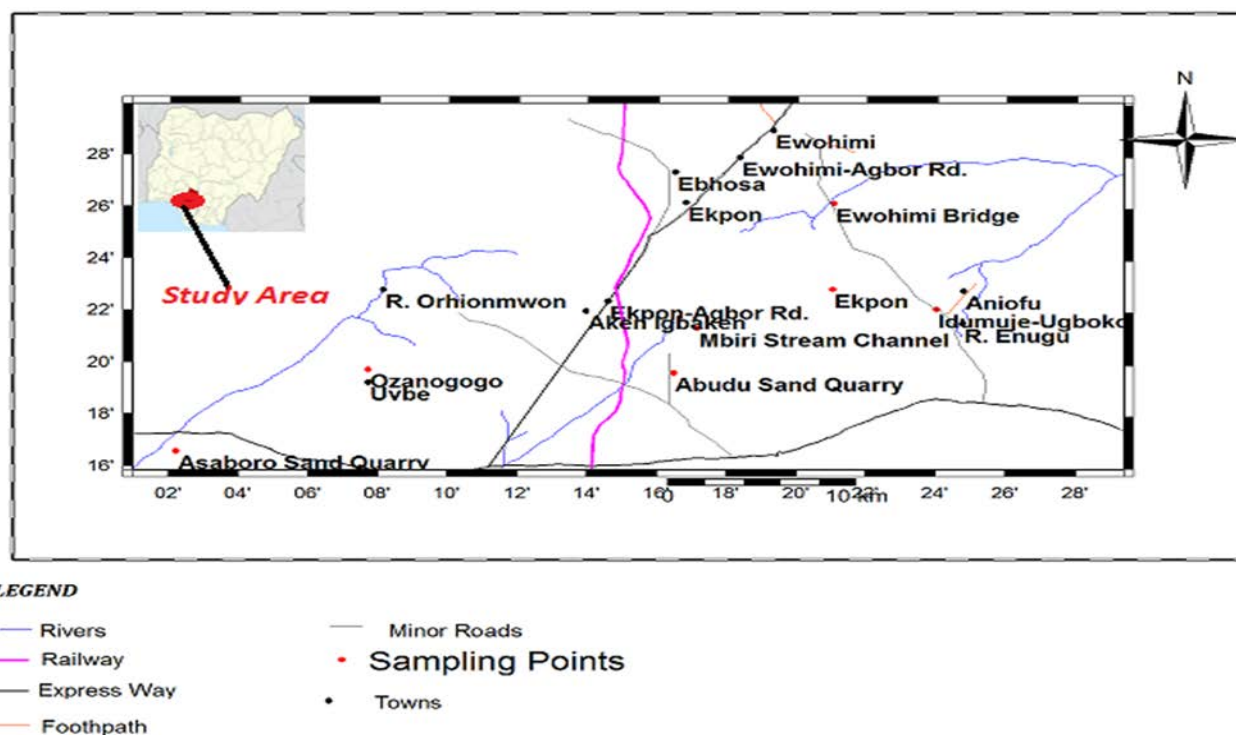 N
Ewohimi
28'
Ewohimi-Agbor Rd.
Ebhosa
26'
Ekpon
Ewohimi Bridge
24'
Study Area
R. Orhionmwon
Ekpon
Aniofu
22'
Ekpon-Agbor Rd.
Idumuje-Ugboko
Aken Igbaken
R. Enugu
Mbiri Stream Channel
20'
Ozanogogo
Abudu Sand Quarry
Uvbe
18'
Asaboro Sand Quarry
16'
02' 04' 06' 08' 10' 12' 14' 16' 18' 20' 22' 24' 26' 28'
0 10 km
LEGEND
Rivers
Minor Roads
Railway
Sampling Points
Express Way
Towns
Foothpath